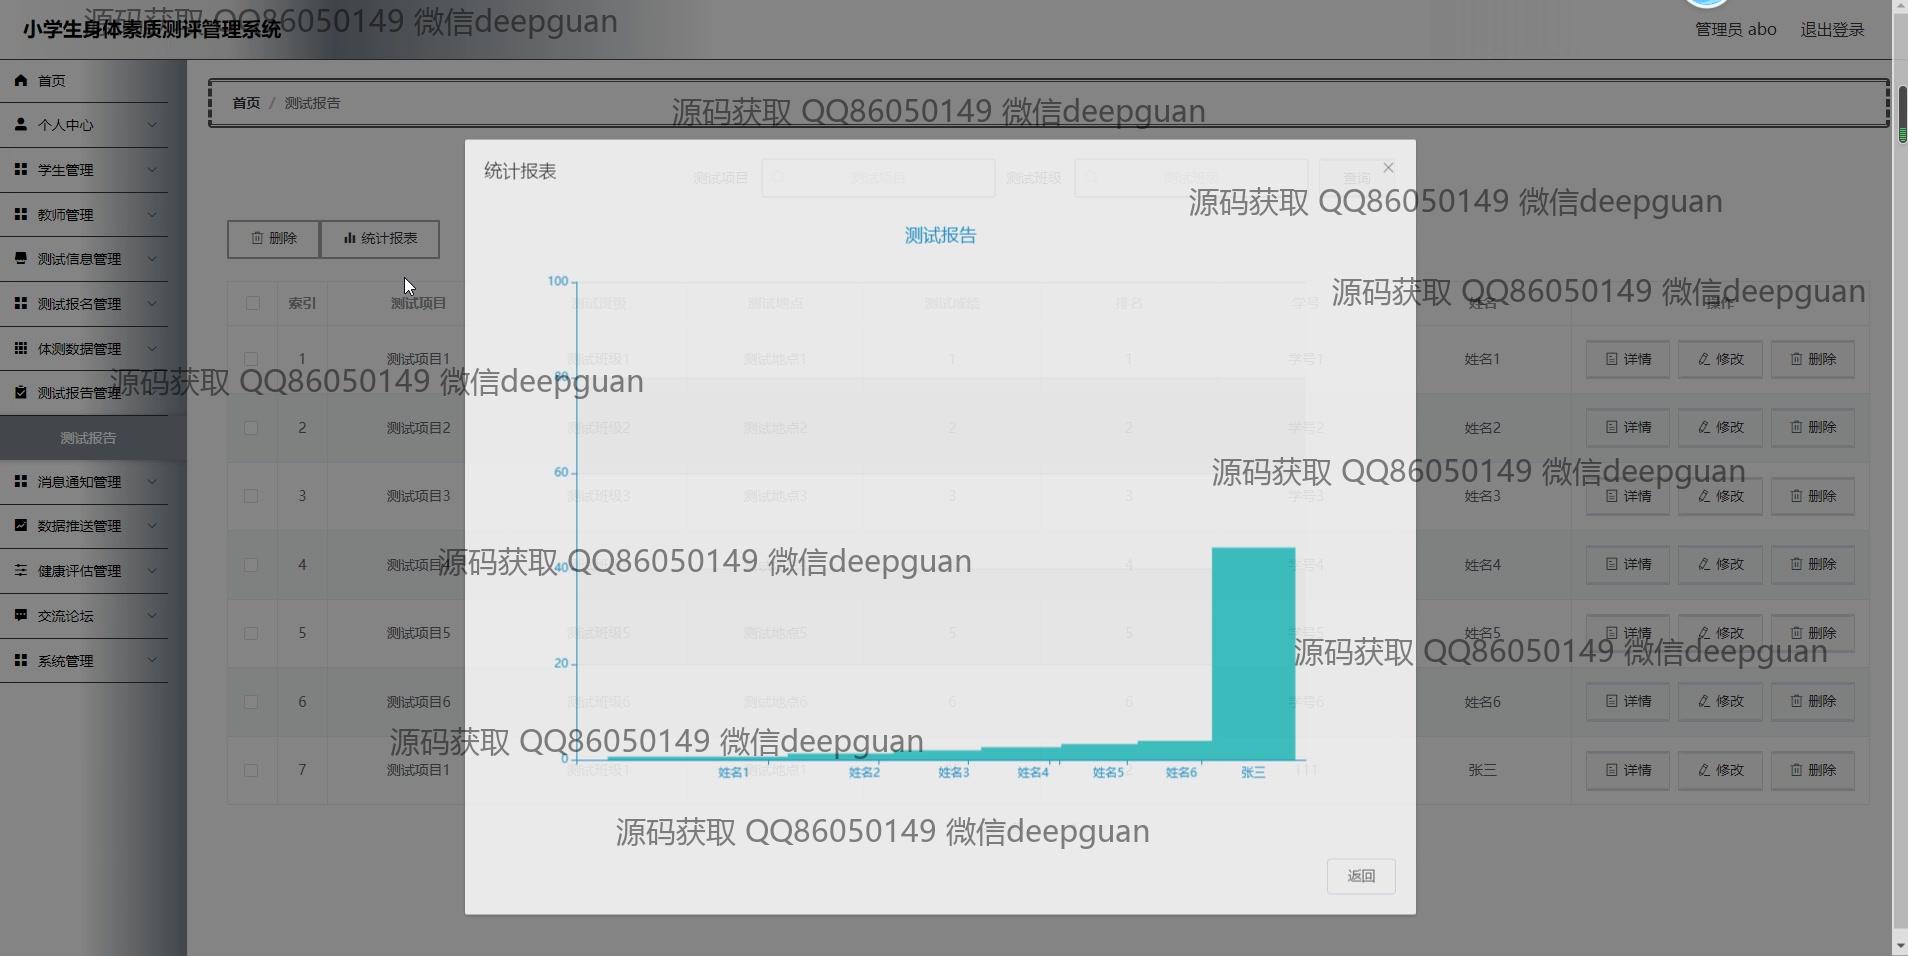 源码获取 QQ86050149 微信deepguan
小学生身体素质测评管理系统
管理员 abo 退出登录
首页
个人中心
学生管理
教师管理
测试信息管理
测试报名管理
体测数据管理
测试报告管理
测试报告
消息通知管理
数据推送管理
健康评估管理
交流论坛
系统管理
首页 / 测试报告
源码获取 QQ86050149 微信deepguan
统计报表
测试项目 测试项目 测试班级 测试班级 查询
源码获取 QQ86050149 微信deepguan
删除 统计报表
测试报告
源码获取 QQ86050149 微信deepguan
索引 测试项目 测试班级 测试地点 测试成绩 排名 学号 姓名 操作
1 测试项目1 测试班级1 测试地点1 1 1 学号1 姓名1 详情 修改 删除
源码获取 QQ86050149 微信deepguan
2 测试项目2 测试班级2 测试地点2 2 2 学号2 姓名2 详情 修改 删除
源码获取 QQ86050149 微信deepguan
3 测试项目3 测试班级3 测试地点3 3 3 学号3 姓名3 详情 修改 删除
源码获取 QQ86050149 微信deepguan
4 测试项目 4 学号4 姓名4 详情 修改 删除
5 测试项目5 测试班级5 测试地点5 5 5 学号5 姓名5 详情 修改 删除
源码获取 QQ86050149 微信deepguan
6 测试项目6 测试班级6 测试地点6 6 6 学号6 姓名6 详情 修改 删除
源码获取 QQ86050149 微信deepguan
7 测试项目1 测试班级1 测试地点1 2 111 张三 详情 修改 删除
100
80
60
40
20
0
姓名1 姓名2 姓名3 姓名4 姓名5 姓名6 张三
源码获取 QQ86050149 微信deepguan
返回